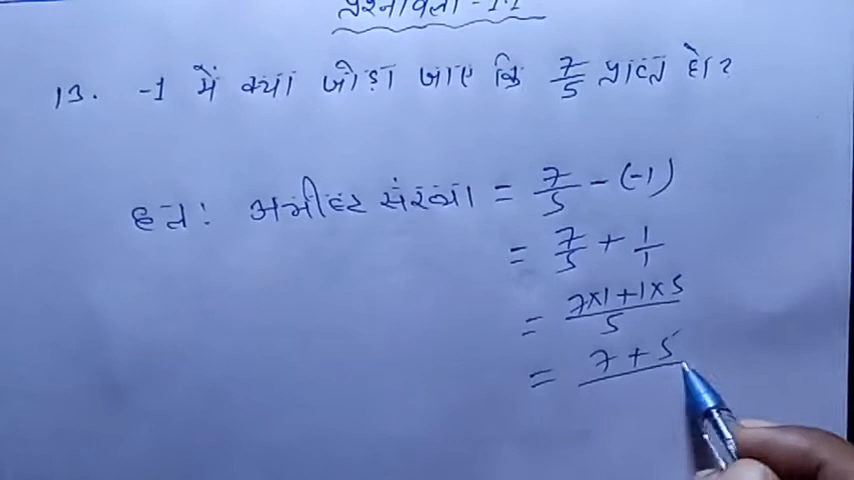 प्रश्नावली - 1.1
13. -1 में क्या जोड़ा जाए कि 7/5 प्राप्त हो?
हल: अभीष्ट संख्या = 7/5 - (-1)
= 7/5 + 1/1
= 7×1+1×5/5
= 7+5